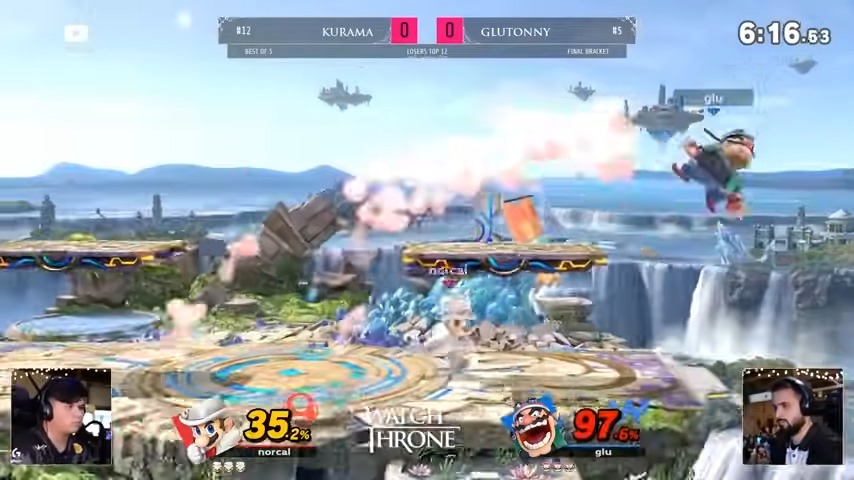 #12 KURAMA 0 0 GLUTONNY #5
BEST OF 5 LOSERS TOP 12 FINAL BRACKET
6:16.53
glu
norcal
35.2%
norcal
WATCH
THRONE
97.6%
glu